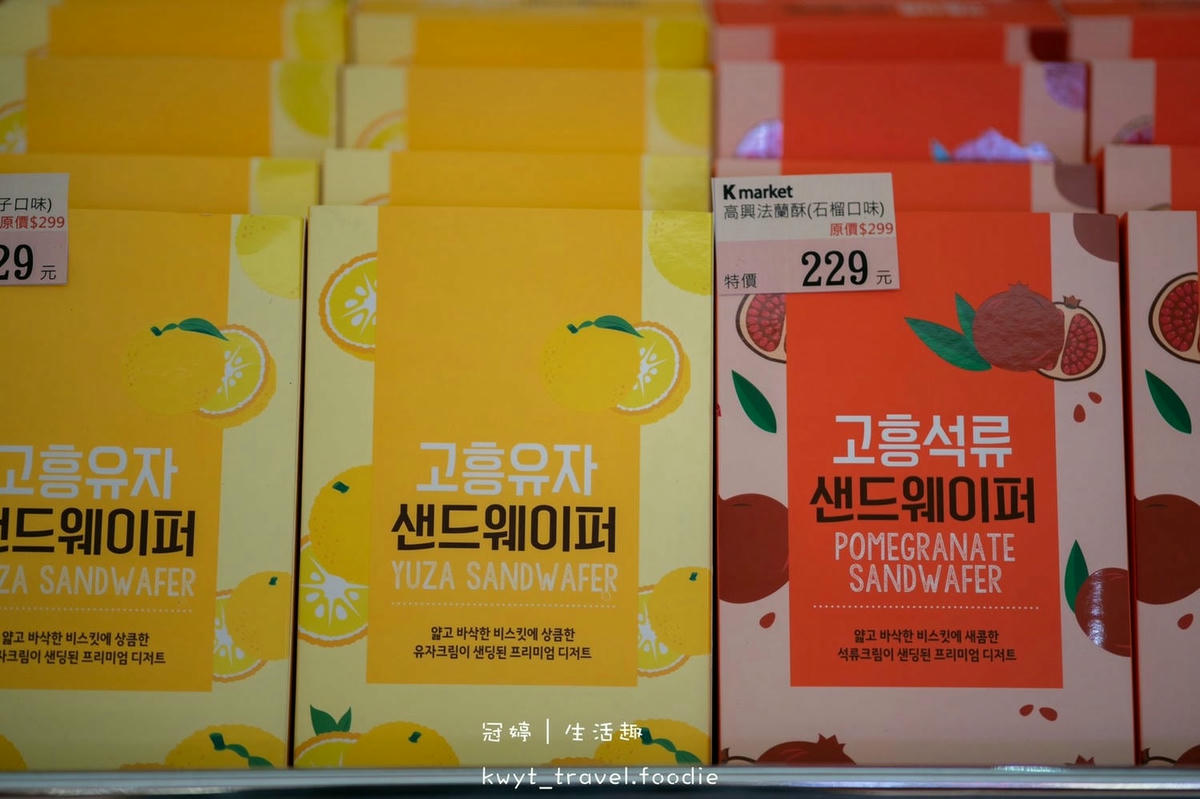 子口味)
原價$299
29 元
고흥유자
샌드웨이퍼
ZA SANDWAFER
얇고 바삭한 비스킷에 상큼한
유자크림이 샌딩된 프리미엄 디저트
고흥유자
샌드웨이퍼
YUZA SANDWAFER
얇고 바삭한 비스킷에 상큼한
유자크림이 샌딩된 프리미엄 디저트
K market
高興法蘭酥(石榴口味)
原價$299
特價 229 元
고흥석류
샌드웨이퍼
POMEGRANATE
SANDWAFER
얇고 바삭한 비스킷에 새콤한
석류크림이 샌딩된 프리미엄 디저트
冠婷 | 生活趣
kwyt_travel.foodie